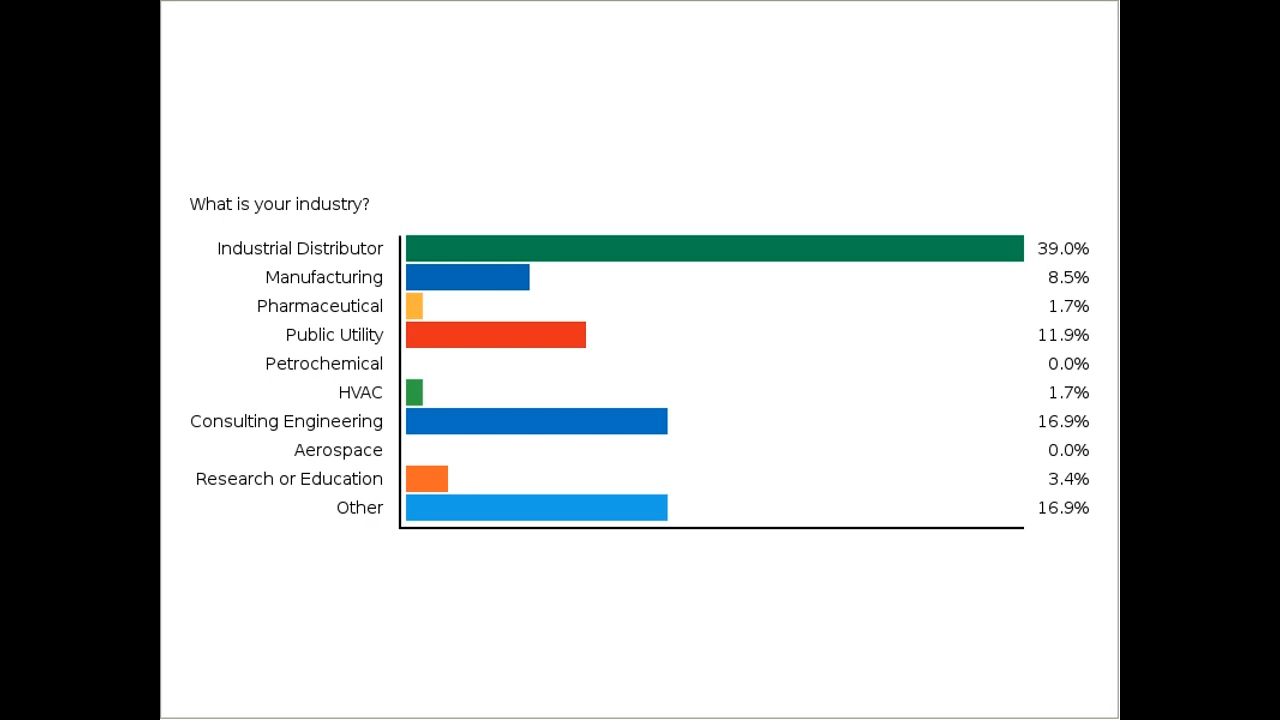 What is your industry?
Industrial Distributor 39.0%
Manufacturing 8.5%
Pharmaceutical 1.7%
Public Utility 11.9%
Petrochemical 0.0%
HVAC 1.7%
Consulting Engineering 16.9%
Aerospace 0.0%
Research or Education 3.4%
Other 16.9%